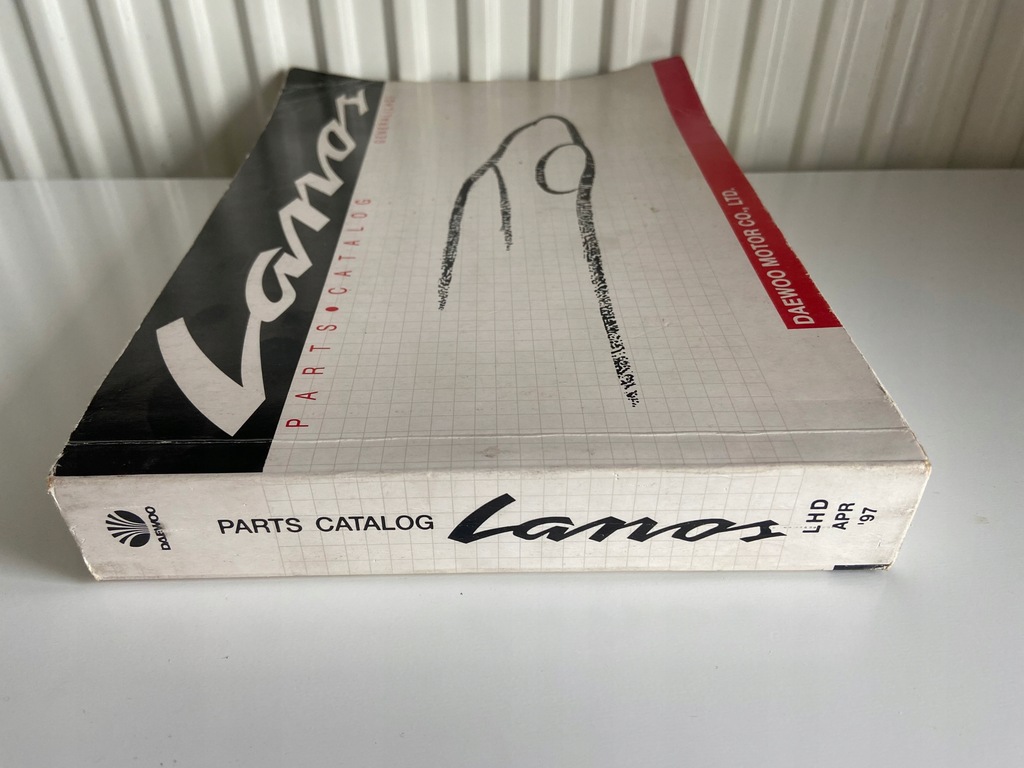 Lanos
PARTS•CATALOG
DAEWOO MOTOR CO., LTD.
DAEWOO
PARTS CATALOG
Lanos
LHD
APR
'97